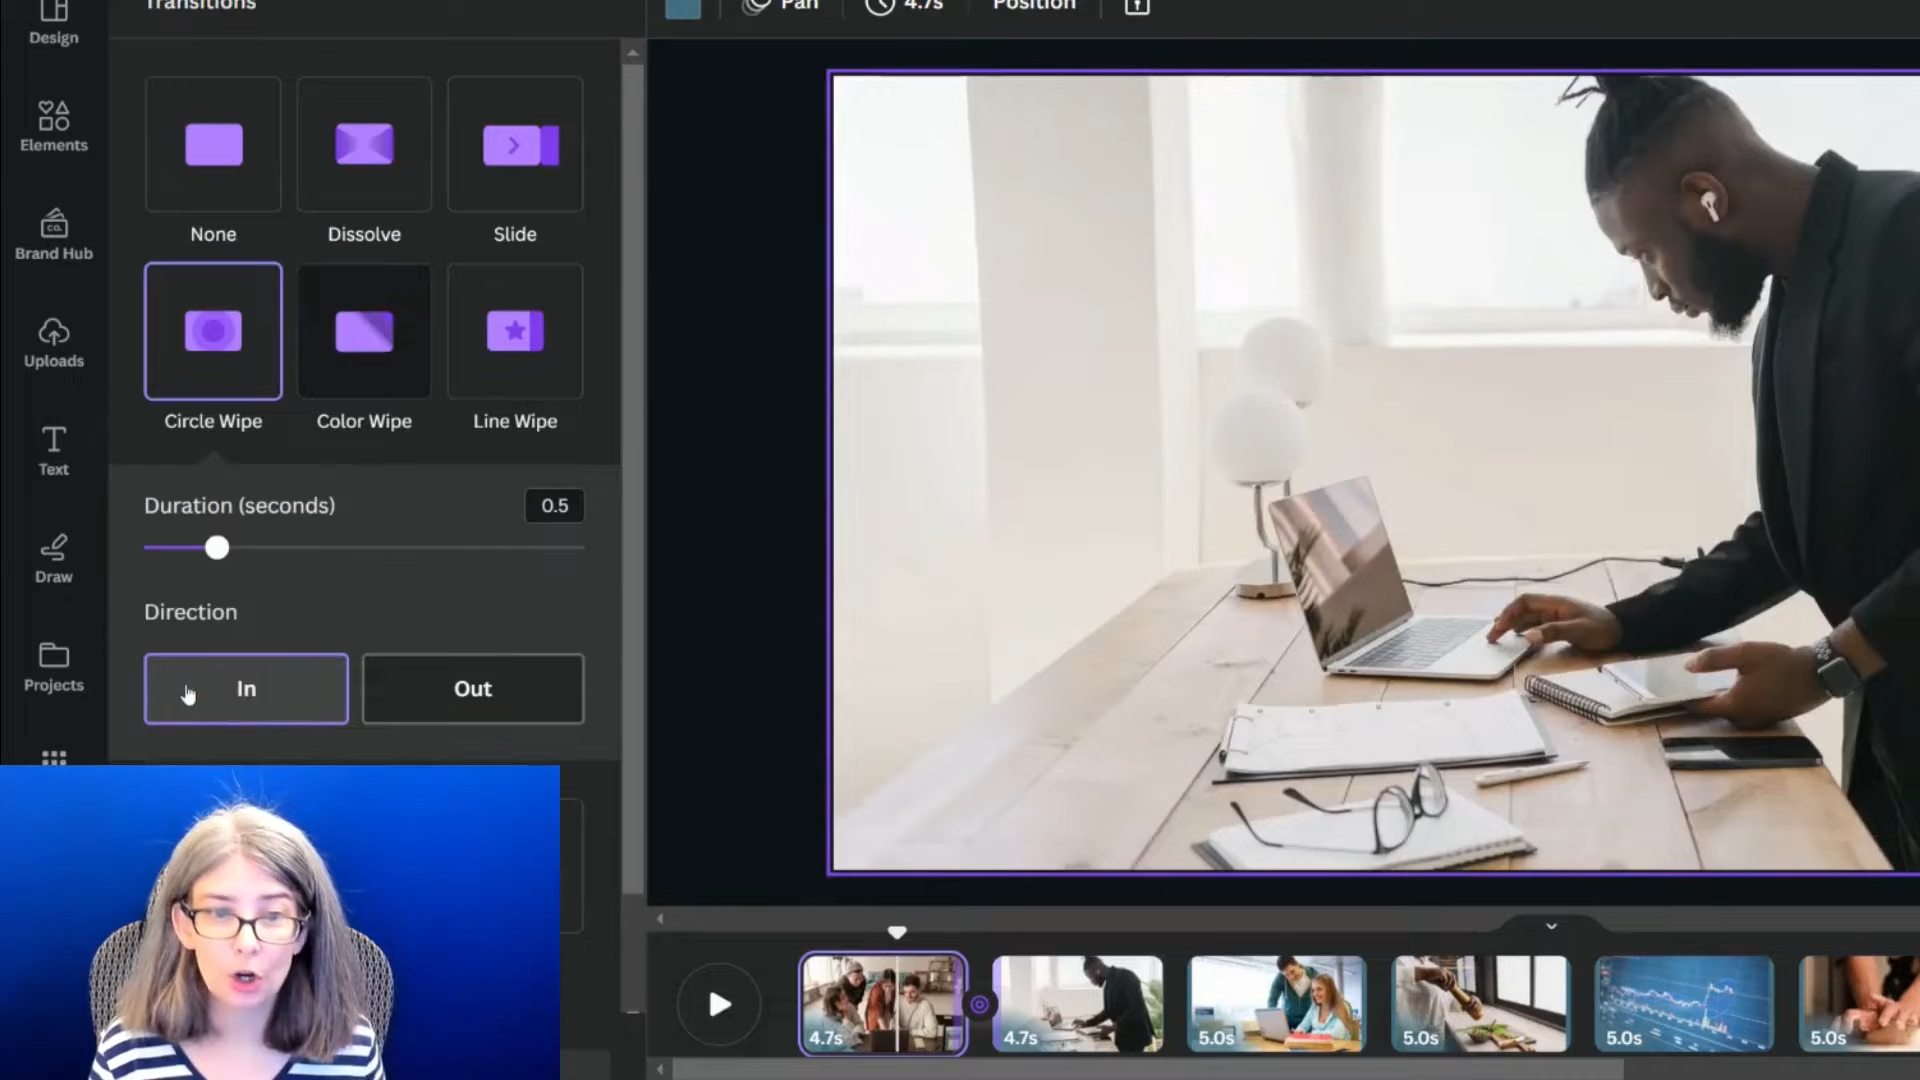 Transitions
Pan
4.7s
Position
Design
Elements
CO.
Brand Hub
Uploads
Text
Draw
Projects
None
Dissolve
Slide
Circle Wipe
Color Wipe
Line Wipe
Duration (seconds)
0.5
Direction
In
Out
4.7s
4.7s
5.0s
5.0s
5.0s
5.0s